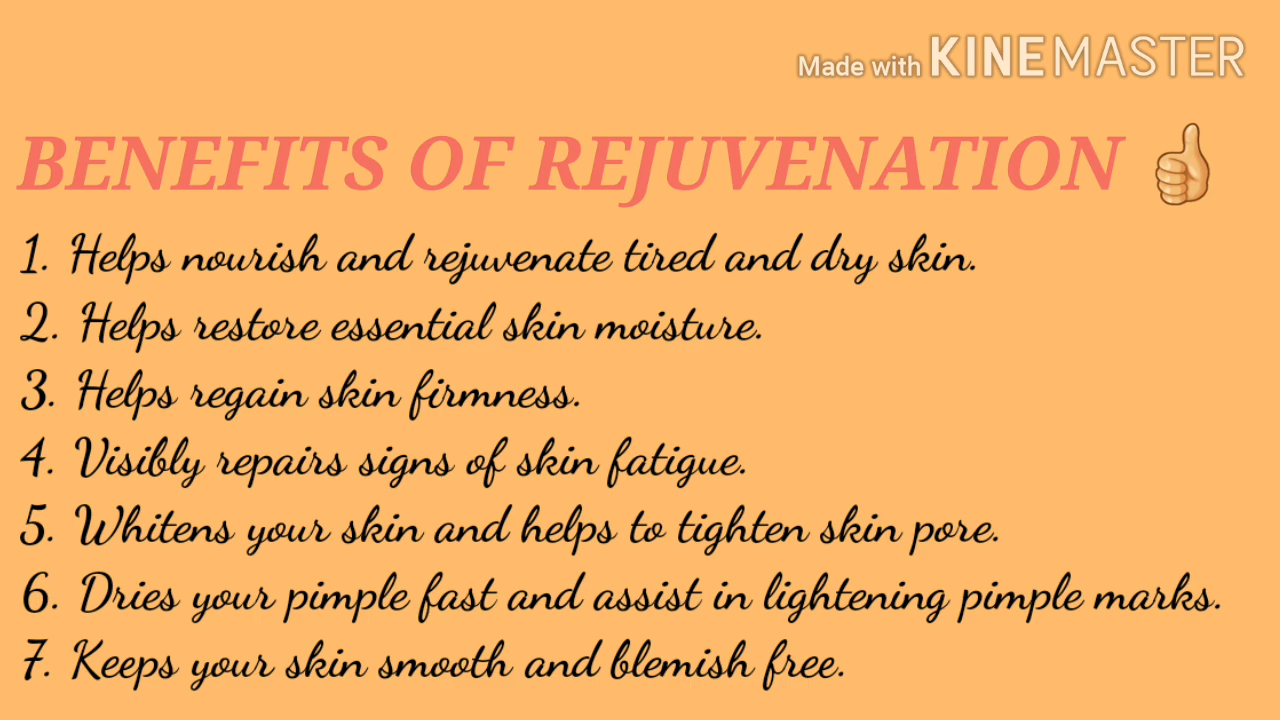 Made with KINEMASTER
BENEFITS OF REJUVENATION 👍
1. Helps nourish and rejuvenate tired and dry skin.
2. Helps restore essential skin moisture.
3. Helps regain skin firmness.
4. Visibly repairs signs of skin fatigue.
5. Whitens your skin and helps to tighten skin pore.
6. Dries your pimple fast and assist in lightening pimple marks.
7. Keeps your skin smooth and blemish free.